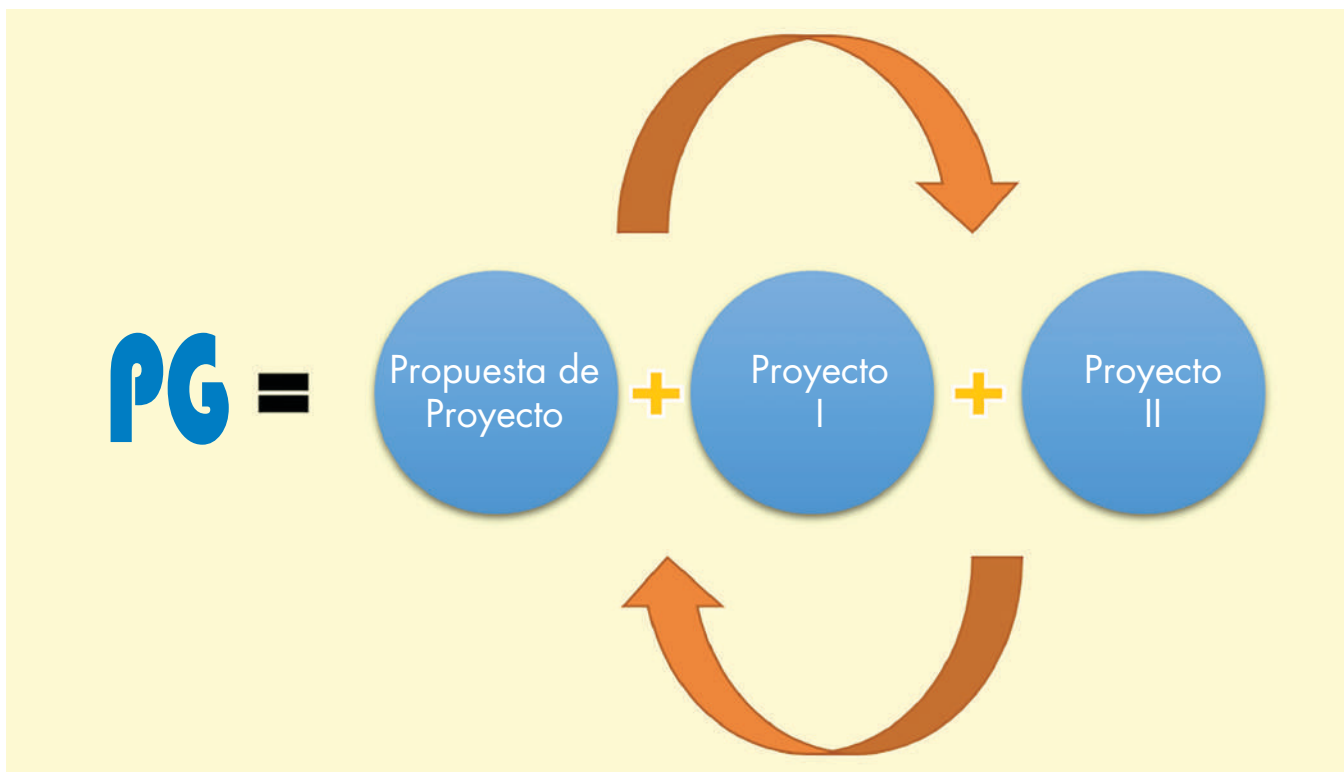 PG =
Propuesta de
Proyecto
+
Proyecto
I
+
Proyecto
II